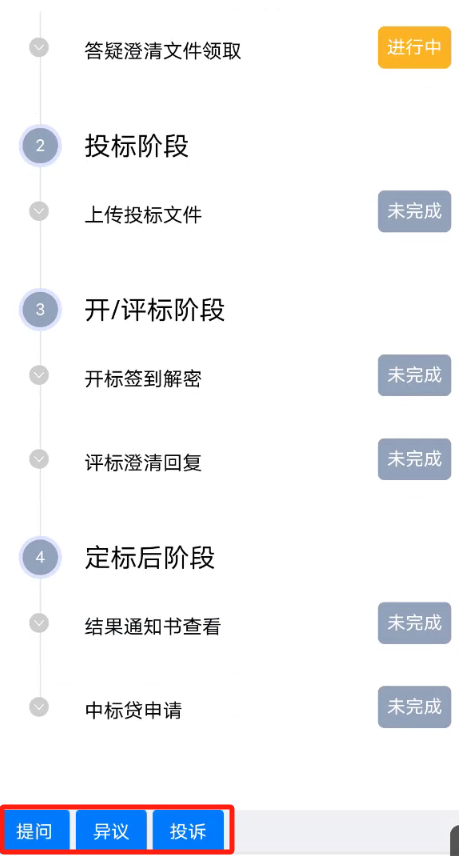 答疑澄清文件领取 进行中
2 投标阶段
上传投标文件 未完成
3 开/评标阶段
开标签到解密 未完成
评标澄清回复 未完成
4 定标后阶段
结果通知书查看 未完成
中标贷申请 未完成
提问 异议 投诉